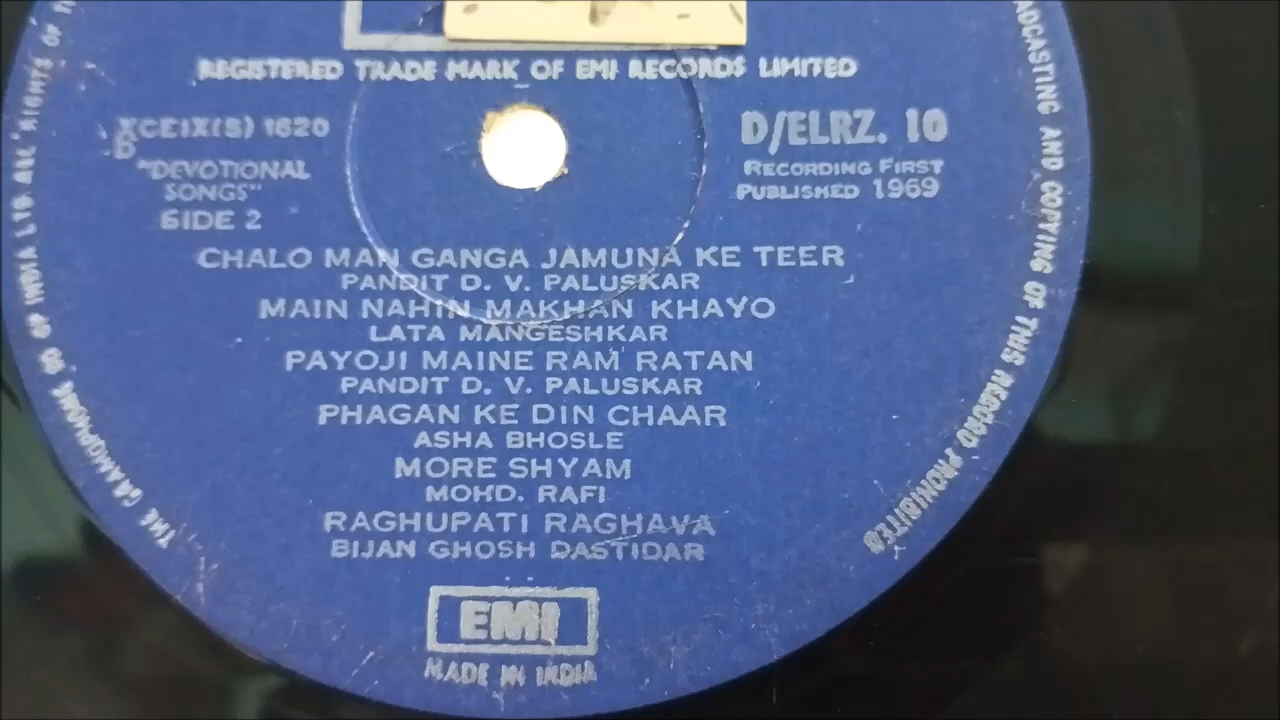 REGISTERED TRADE MARK OF EMI RECORDS LIMITED
XCEIX(S) 1620
B
"DEVOTIONAL
SONGS"
SIDE 2
D/ELRZ. 10
RECORDING FIRST
PUBLISHED 1969
CHALO MAN GANGA JAMUNA KE TEER
PANDIT D. V. PALUSKAR
MAIN NAHIN MAKHAN KHAYO
LATA MANGESHKAR
PAYOJI MAINE RAM RATAN
PANDIT D. V. PALUSKAR
PHAGAN KE DIN CHAAR
ASHA BHOSLE
MORE SHYAM
MOHD. RAFI
RAGHUPATI RAGHAVA
BIJAN GHOSH DASTIDAR
EMI
MADE IN INDIA
THE GRAMOPHONE CO OF INDIA LTD. ALL RIGHTS OF
AND COPYING OF THIS RECORD PROHIBITED